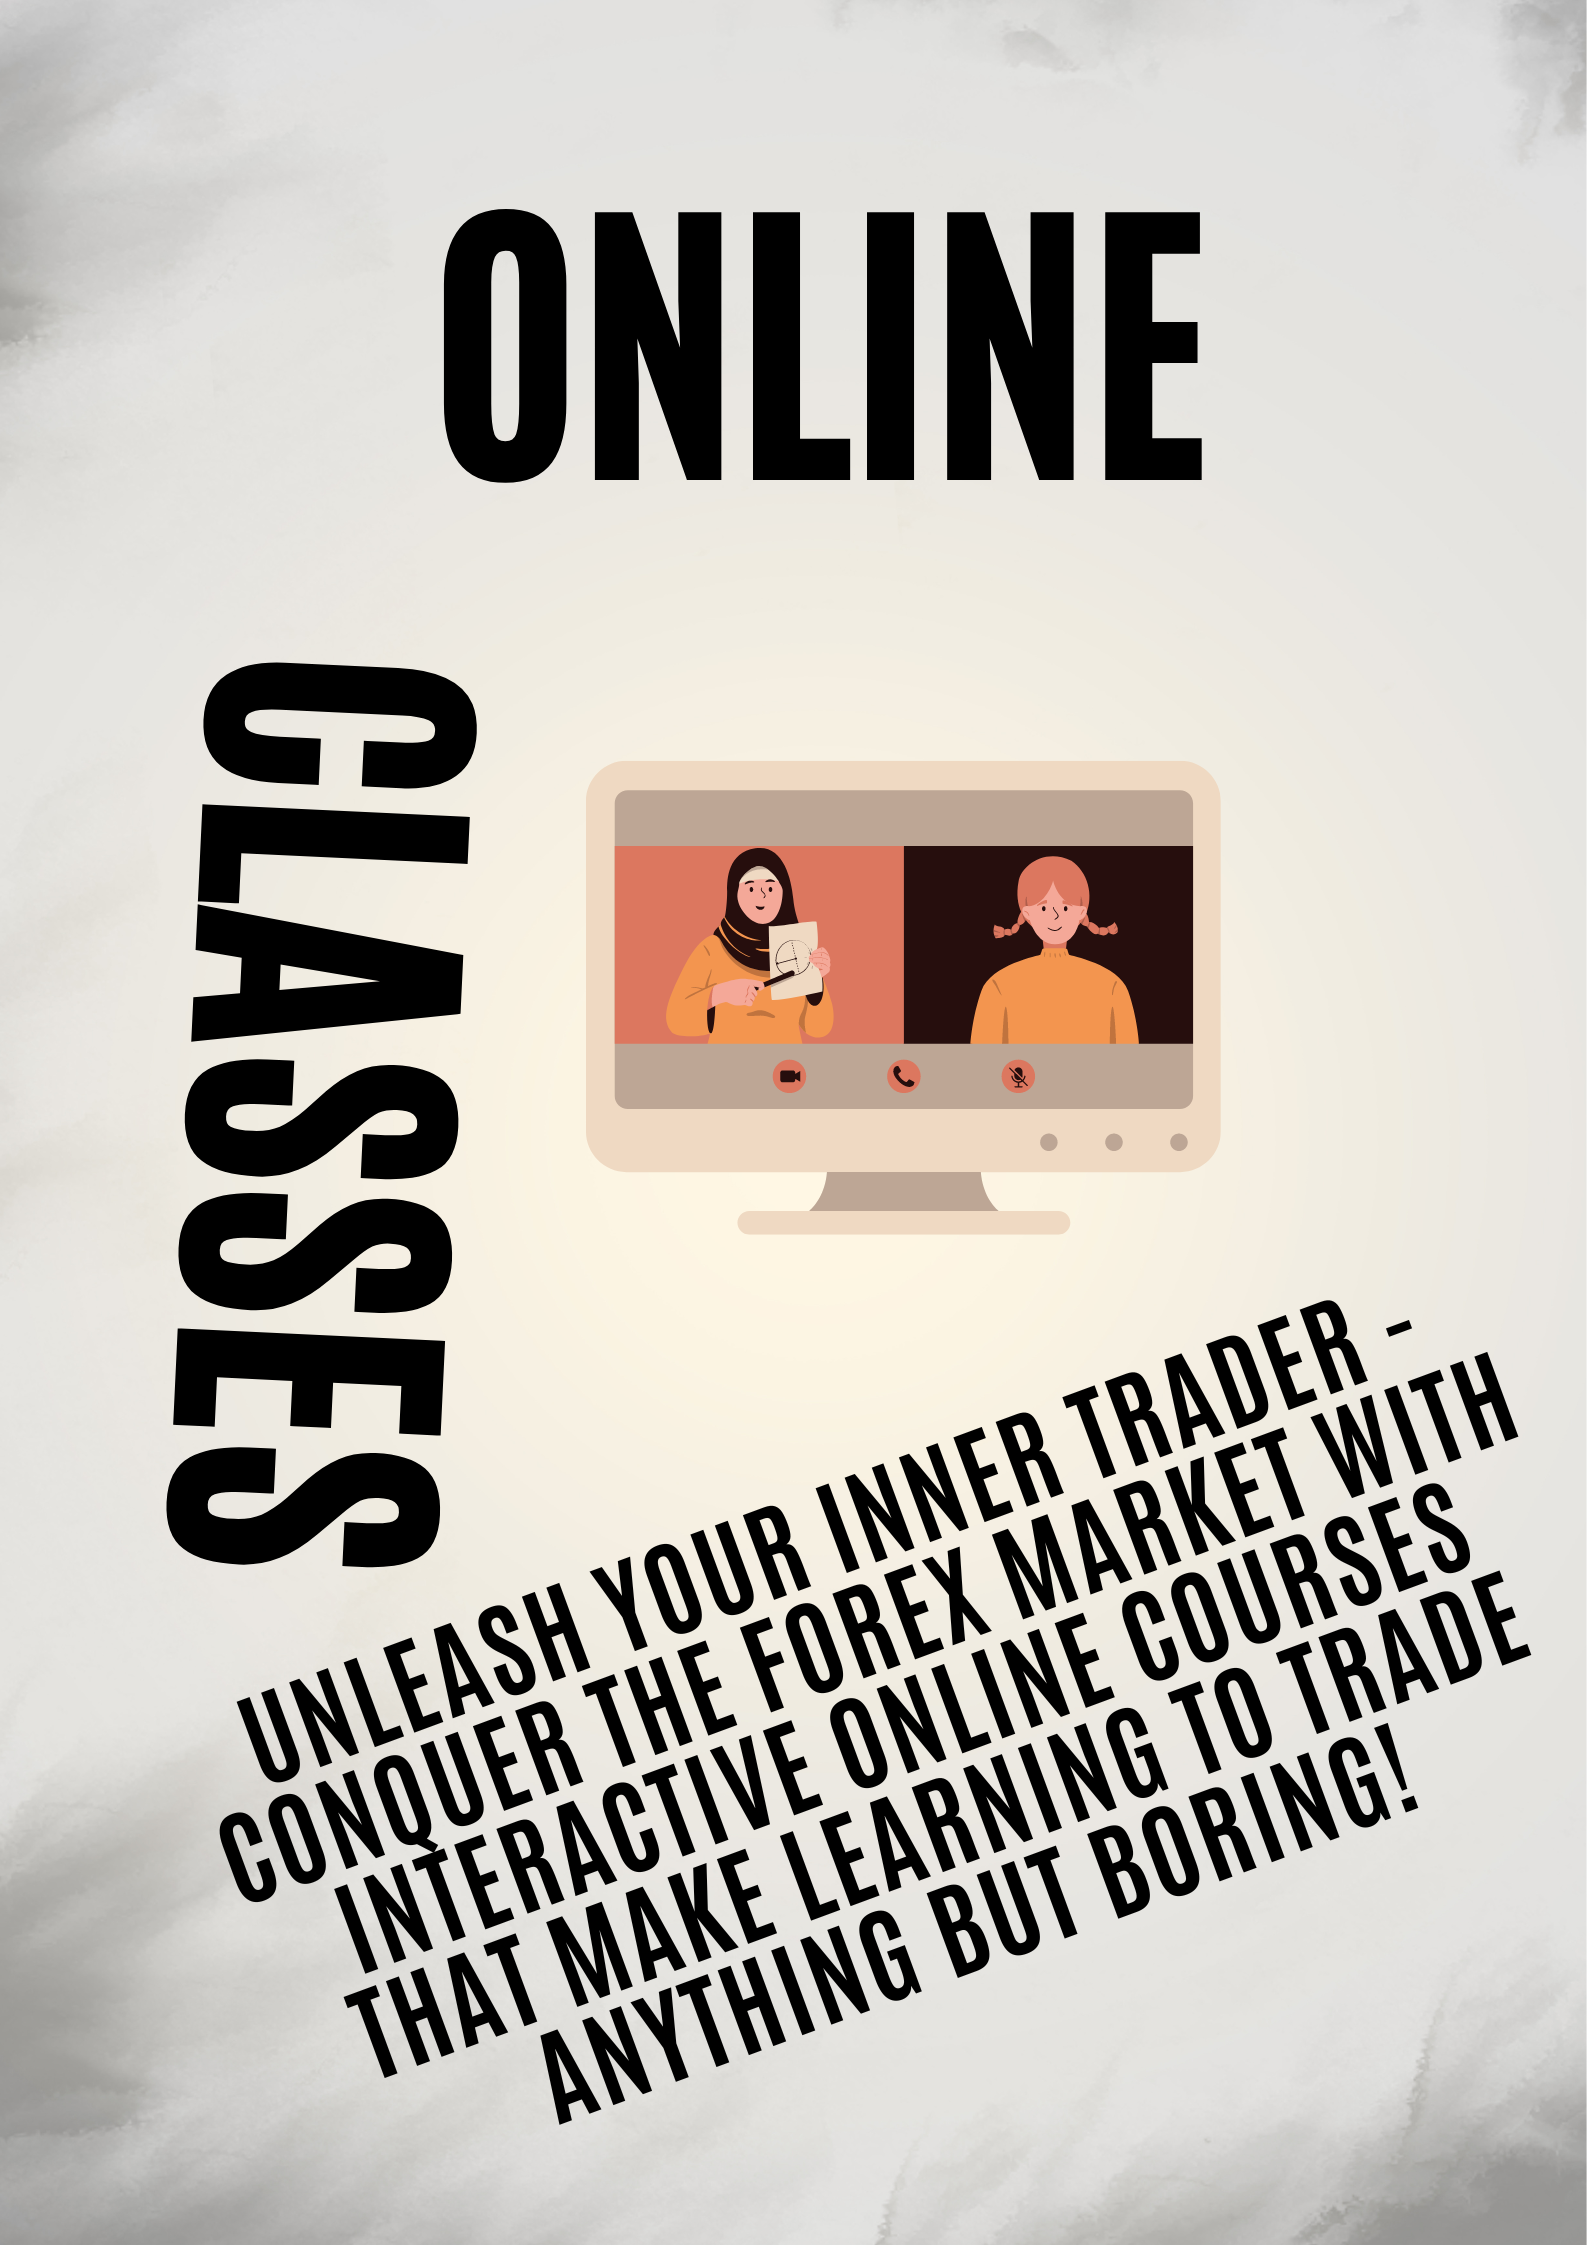 ONLINE
CLASSES
UNLEASH YOUR INNER TRADER -
CONQUER THE FOREX MARKET WITH
INTERACTIVE ONLINE COURSES
THAT MAKE LEARNING TO TRADE
ANYTHING BUT BORING!